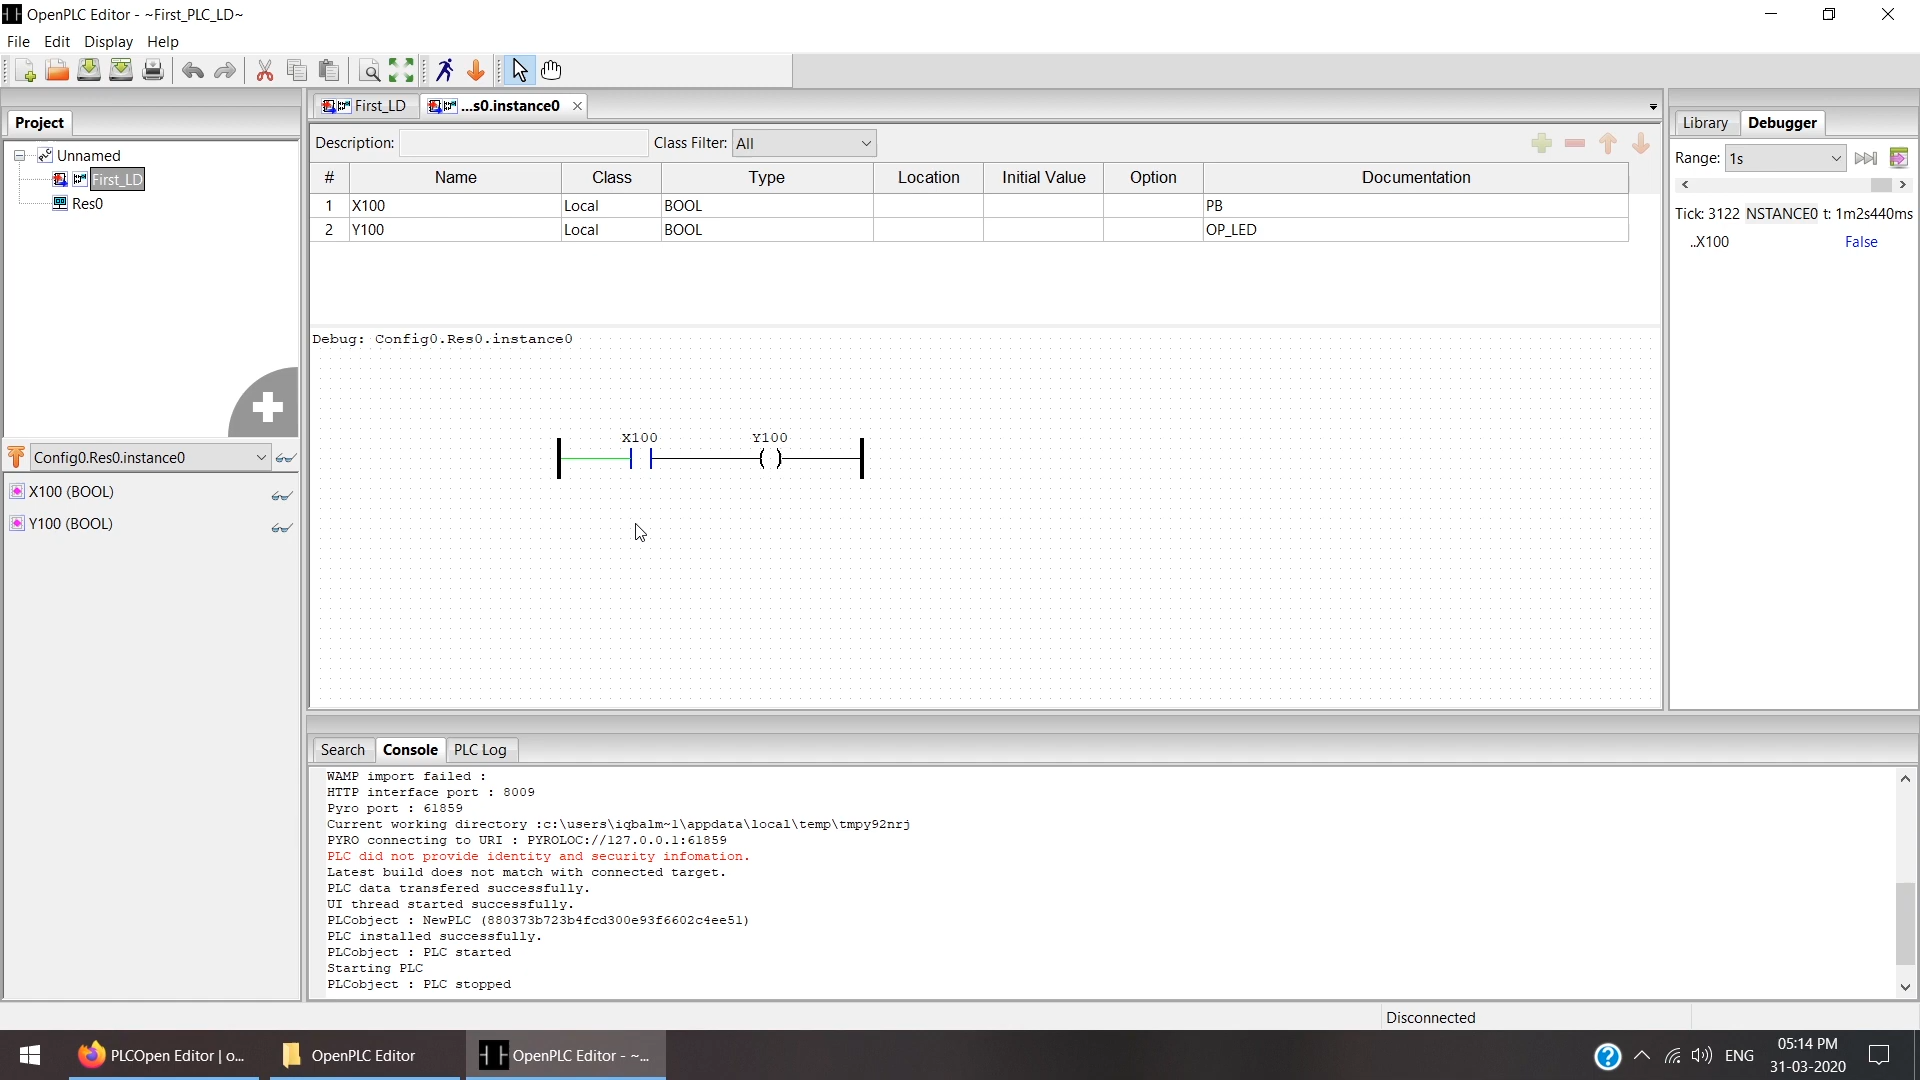 OpenPLC Editor - ~First_PLC_LD~
File Edit Display Help
Project
Unnamed
First_LD
Res0
Config0.Res0.instance0
X100 (BOOL)
Y100 (BOOL)
First_LD ...s0.instance0
Description: Class Filter: All
# Name Class Type Location Initial Value Option Documentation
1 X100 Local BOOL PB
2 Y100 Local BOOL OP_LED
Debug: Config0.Res0.instance0
X100 Y100
Library Debugger
Range: 1s
Tick: 3122 NSTANCE0 t: 1m2s440ms
..X100 False
Search Console PLC Log
WAMP import failed :
HTTP interface port : 8009
Pyro port : 61859
Current working directory :c:\users\iqbalm~1\appdata\local\temp\tmpy92nrj
PYRO connecting to URI : PYROLOC://127.0.0.1:61859
PLC did not provide identity and security infomation.
Latest build does not match with connected target.
PLC data transfered successfully.
UI thread started successfully.
PLCobject : NewPLC (880373b723b4fcd300e93f6602c4ee51)
PLC installed successfully.
PLCobject : PLC started
Starting PLC
PLCobject : PLC stopped
Disconnected
PLCOpen Editor | o... OpenPLC Editor OpenPLC Editor - ~...
ENG
05:14 PM
31-03-2020